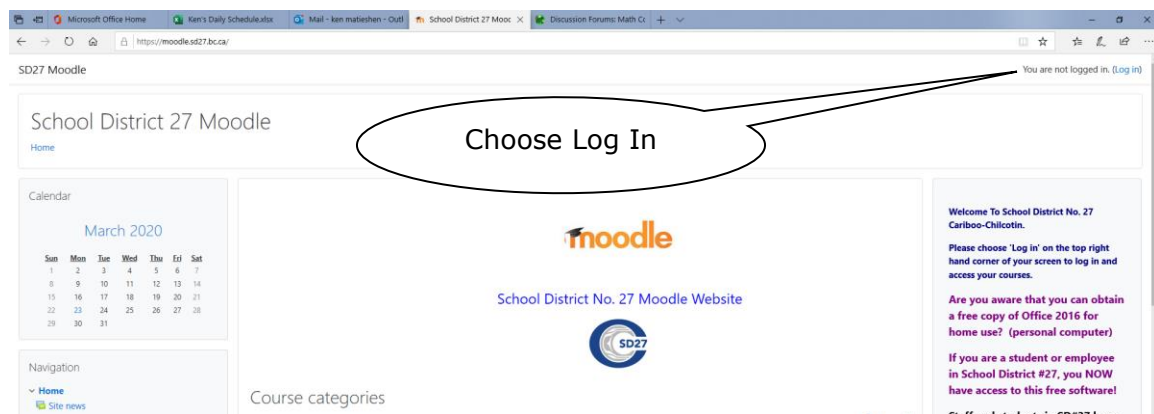 Microsoft Office Home
Ken's Daily Schedule.xlsx
Mail - ken matieshen - Outl
School District 27 Mooc
Discussion Forums: Math Cc
https://moodle.sd27.bc.ca/
SD27 Moodle
You are not logged in. (Log in)
School District 27 Moodle
Home
Choose Log In
Calendar
March 2020
Sun Mon Tue Wed Thu Fri Sat
1 2 3 4 5 6 7
8 9 10 11 12 13 14
15 16 17 18 19 20 21
22 23 24 25 26 27 28
29 30 31
Navigation
Home
Site news
moodle
School District No. 27 Moodle Website
SD27
Course categories
Welcome To School District No. 27
Cariboo-Chilcotin.
Please choose 'Log in' on the top right
hand corner of your screen to log in and
access your courses.
Are you aware that you can obtain
a free copy of Office 2016 for
home use? (personal computer)
If you are a student or employee
in School District #27, you NOW
have access to this free software!